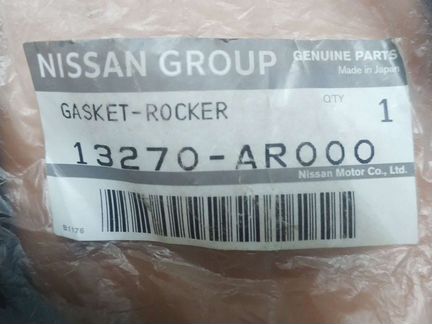 NISSAN GROUP GENUINE PARTS
Made in Japan
GASKET-ROCKER QTY 1
13270-AR000
Nissan Motor Co., Ltd.
B1176